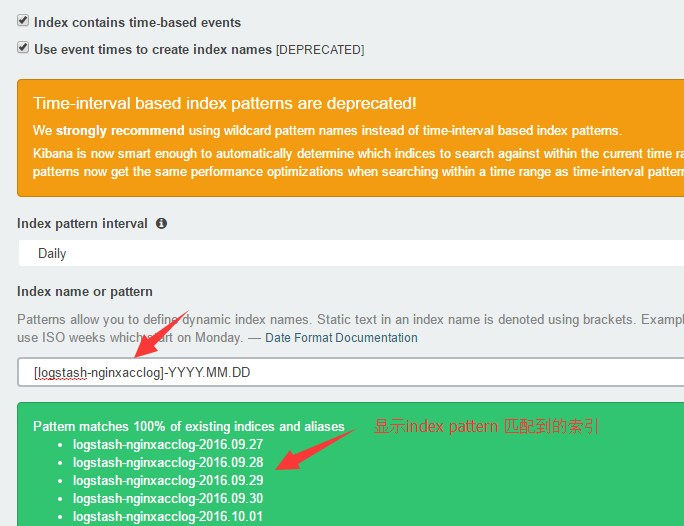 Index contains time-based events
Use event times to create index names [DEPRECATED]
Time-interval based index patterns are deprecated!
We strongly recommend using wildcard pattern names instead of time-interval based index patterns.
Kibana is now smart enough to automatically determine which indices to search against within the current time
patterns now get the same performance optimizations when searching within a time range as time-interval
Index pattern interval
Daily
Index name or pattern
Patterns allow you to define dynamic index names. Static text in an index name is denoted using brackets.
use ISO weeks which start on Monday. — Date Format Documentation
[logstash-nginxacclog]-YYYY.MM.DD
Pattern matches 100% of existing indices and aliases 显示index pattern 匹配到的索引
logstash-nginxacclog-2016.09.27
logstash-nginxacclog-2016.09.28
logstash-nginxacclog-2016.09.29
logstash-nginxacclog-2016.09.30
logstash-nginxacclog-2016.10.01